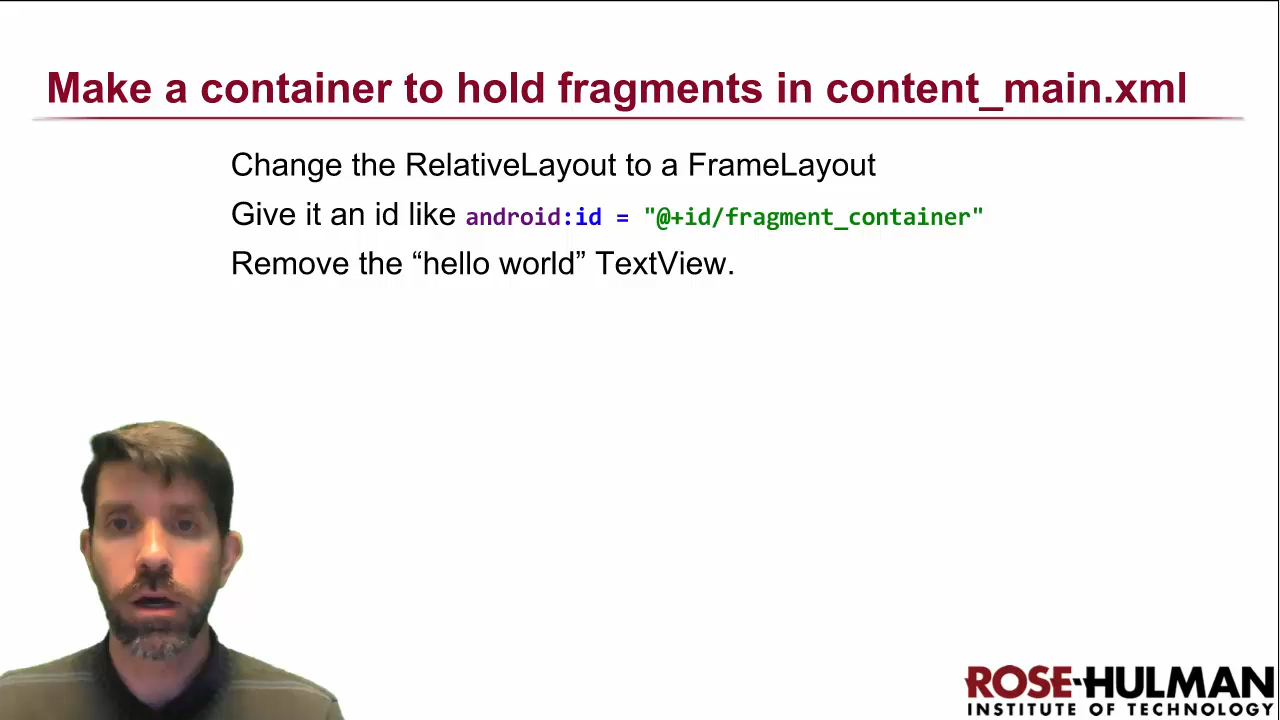 Make a container to hold fragments in content_main.xml
Change the RelativeLayout to a FrameLayout
Give it an id like android:id = "@+id/fragment_container"
Remove the “hello world” TextView.
ROSE-HULMAN
INSTITUTE OF TECHNOLOGY